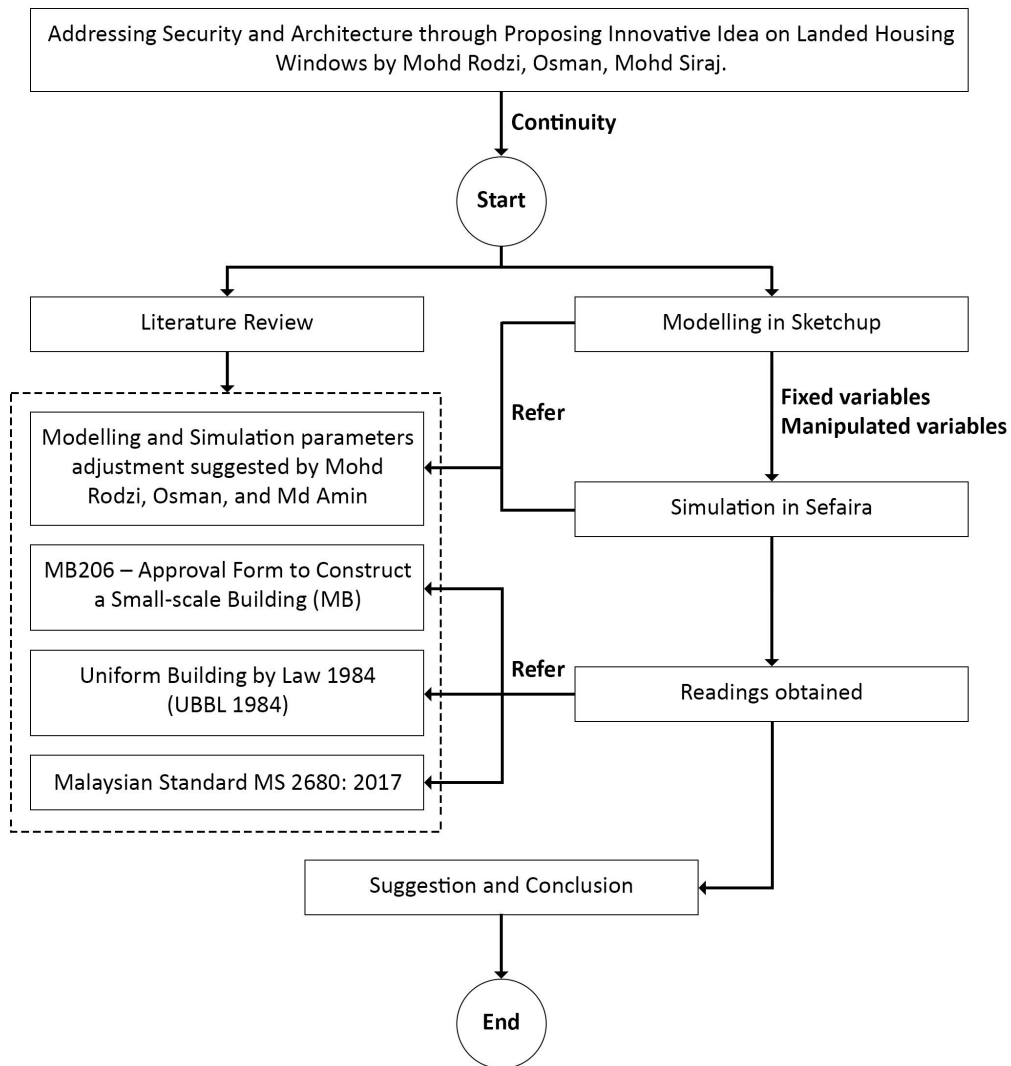 Addressing Security and Architecture through Proposing Innovative Idea on Landed Housing
Windows by Mohd Rodzi, Osman, Mohd Siraj.
Continuity
Start
Literature Review
Modelling in Sketchup
Refer
Fixed variables
Manipulated variables
Modelling and Simulation parameters
adjustment suggested by Mohd
Rodzi, Osman, and Md Amin
Simulation in Sefaira
MB206 – Approval Form to Construct
a Small-scale Building (MB)
Uniform Building by Law 1984
(UBBL 1984)
Refer
Readings obtained
Malaysian Standard MS 2680: 2017
Suggestion and Conclusion
End